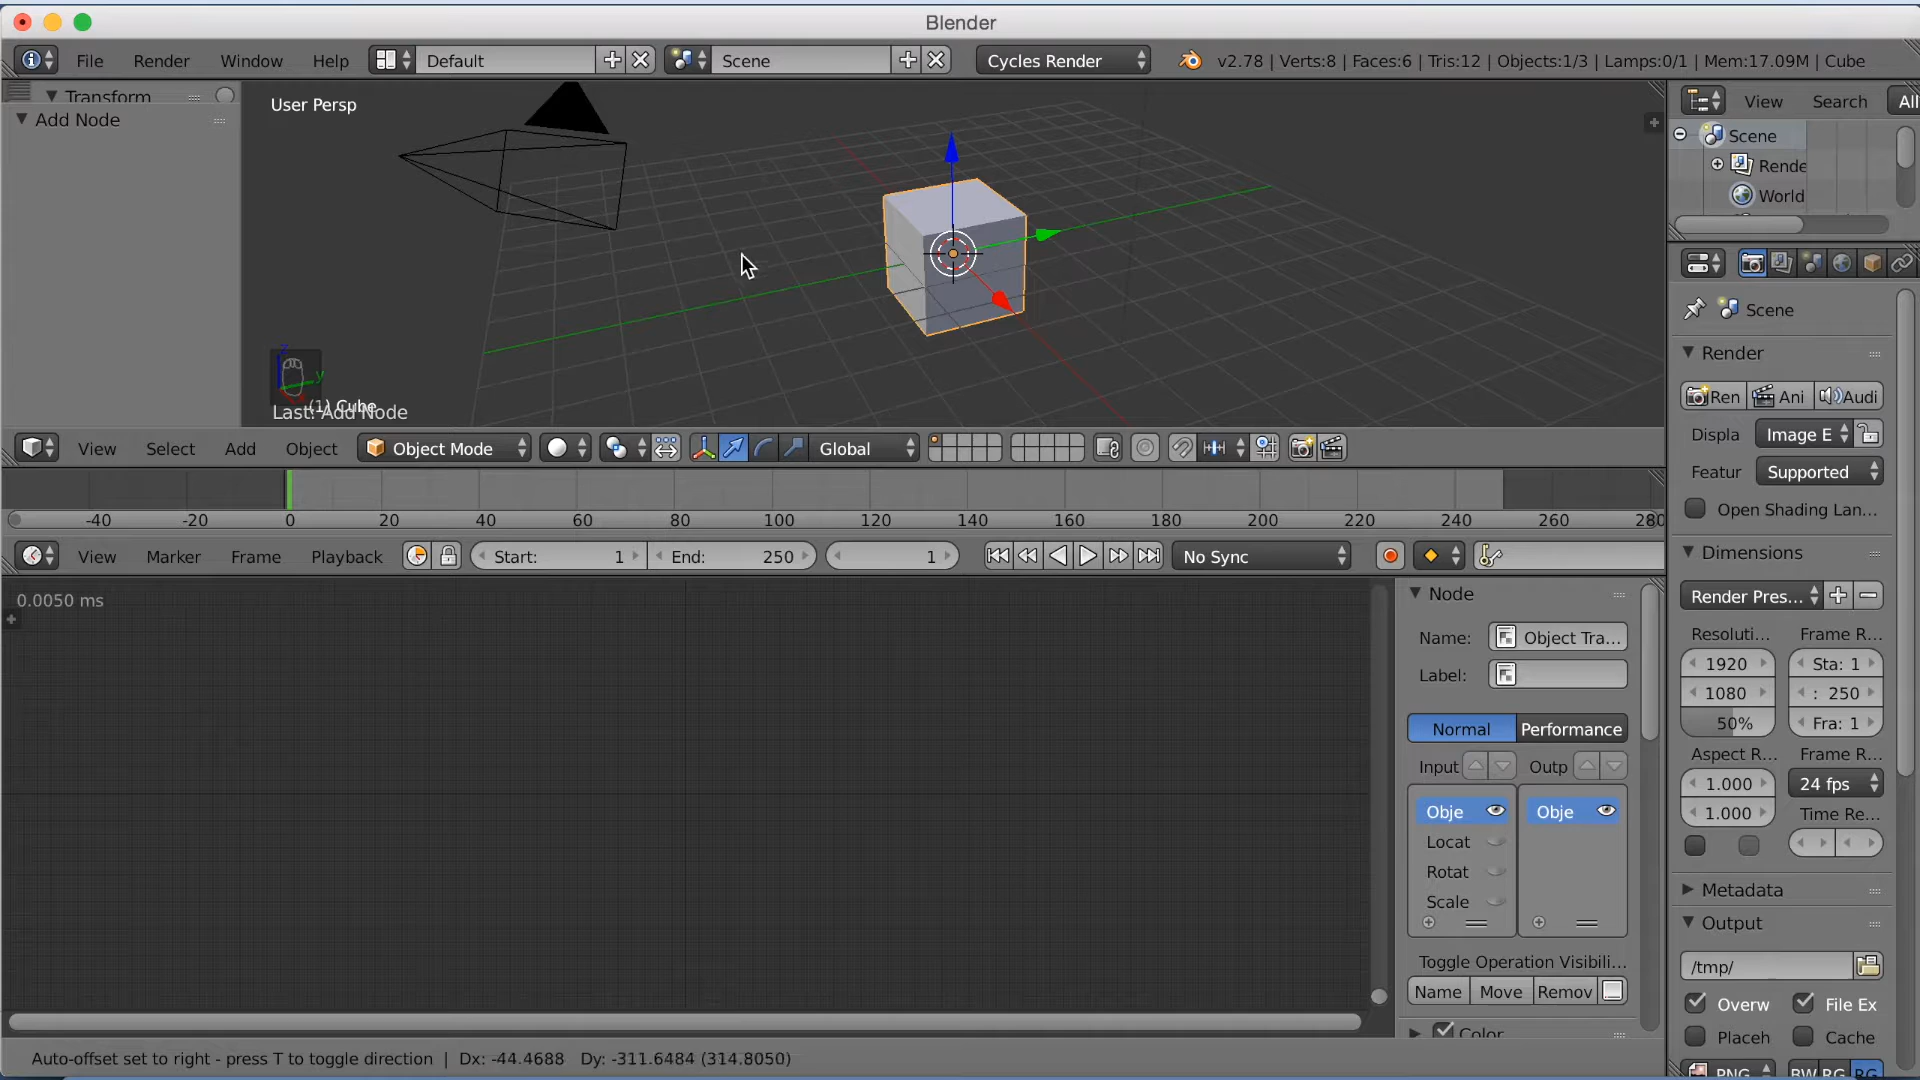 Blender
File Render Window Help Default Scene Cycles Render v2.78 | Verts:8 | Faces:6 | Tris:12 | Objects:1/3 | Lamps:0/1 | Mem:17.09M | Cube
Transform
Add Node
User Persp
(1) Cube
Last: Add Node
View Select Add Object Object Mode Global
-40 -20 0 20 40 60 80 100 120 140 160 180 200 220 240 260 280
View Marker Frame Playback Start: 1 End: 250 1 No Sync
0.0050 ms
Node
Name: Object Tra...
Label:
Normal Performance
Input Outp
Obje Obje
Locat
Rotat
Scale
Toggle Operation Visibili...
Name Move Remov
Color
Auto-offset set to right - press T to toggle direction | Dx: -44.4688 Dy: -311.6484 (314.8050)
View Search All
Scene
Rende
World
Scene
Render
Ren Ani Audi
Displa Image E
Featur Supported
Open Shading Lan...
Dimensions
Render Pres...
Resoluti... Frame R...
1920 Sta: 1
1080 : 250
50% Fra: 1
Aspect R... Frame R...
1.000 24 fps
1.000 Time Re...
Metadata
Output
/tmp/
Overw File Ex
Placeh Cache
PNG BW RG RG